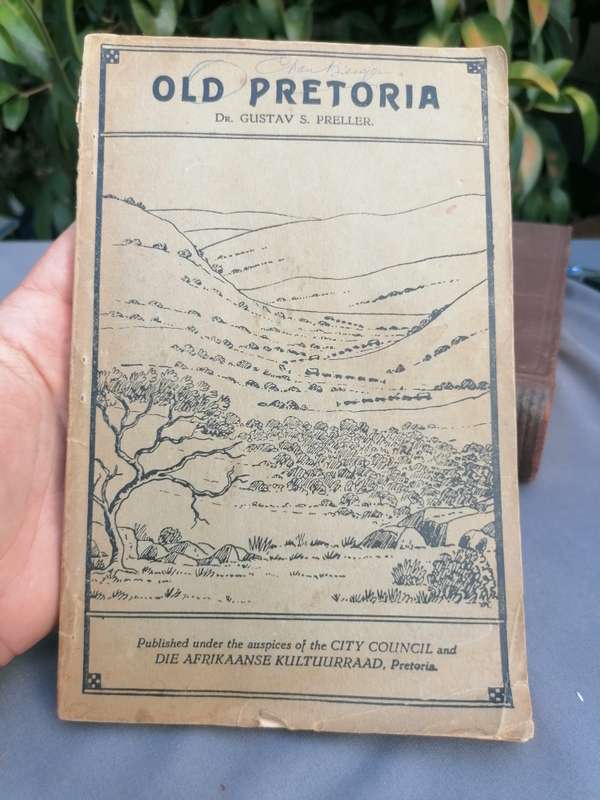 OLD PRETORIA
DR. GUSTAV S. PRELLER.
Published under the auspices of the CITY COUNCIL and
DIE AFRIKAANSE KULTUURRAAD, Pretoria.